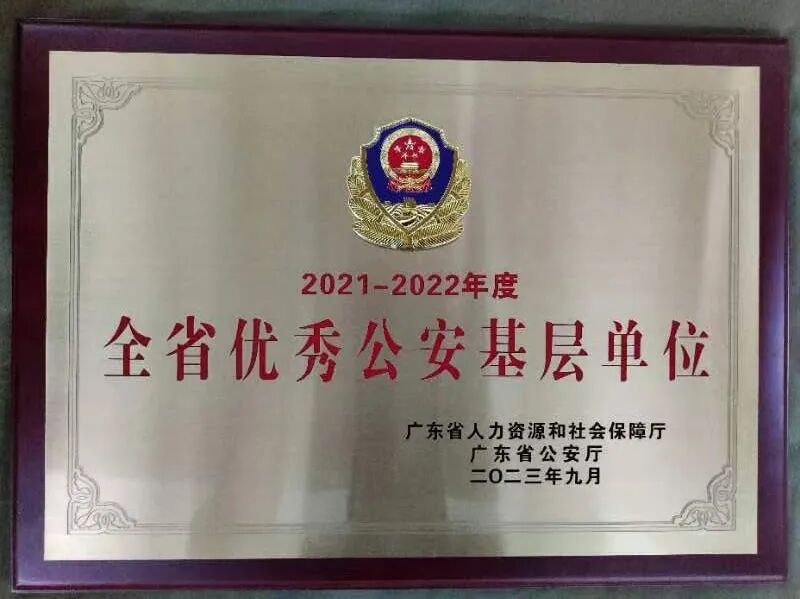 2021-2022年度
全省优秀公安基层单位
广东省人力资源和社会保障厅
广东省公安厅
二〇二三年九月